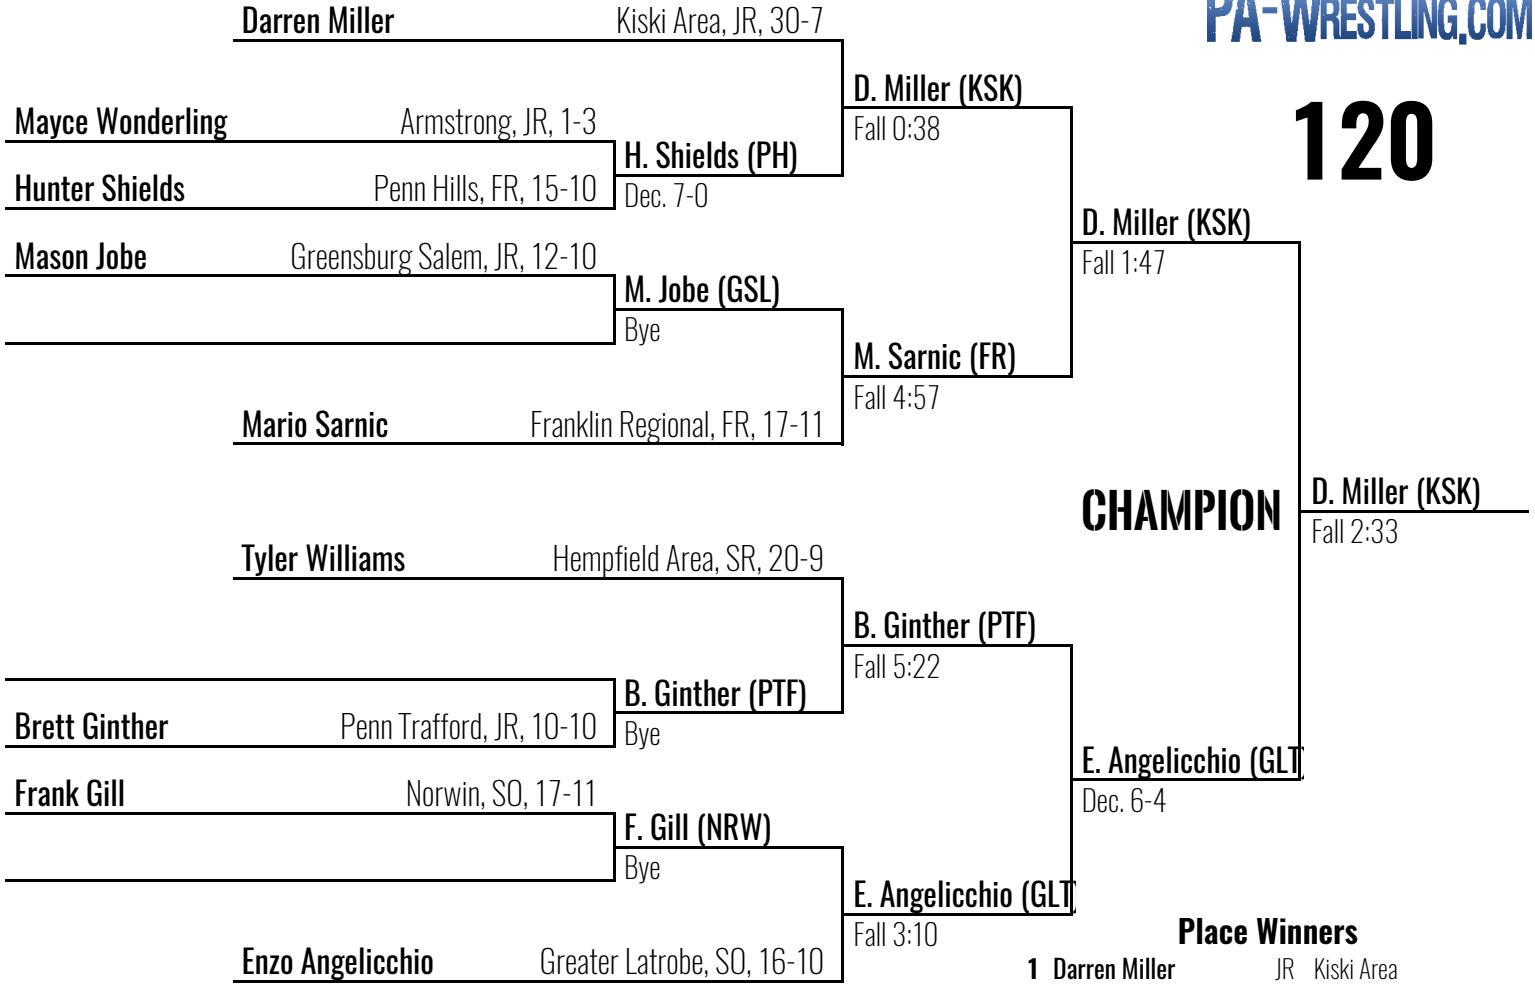 PA-WRESTLING.COM
Darren Miller Kiski Area, JR, 30-7
D. Miller (KSK)
Fall 0:38
120
Mayce Wonderling Armstrong, JR, 1-3
H. Shields (PH)
Dec. 7-0
Hunter Shields Penn Hills, FR, 15-10
D. Miller (KSK)
Fall 1:47
Mason Jobe Greensburg Salem, JR, 12-10
M. Jobe (GSL)
Bye
M. Sarnic (FR)
Fall 4:57
Mario Sarnic Franklin Regional, FR, 17-11
CHAMPION
D. Miller (KSK)
Fall 2:33
Tyler Williams Hempfield Area, SR, 20-9
B. Ginther (PTF)
Fall 5:22
B. Ginther (PTF)
Bye
Brett Ginther Penn Trafford, JR, 10-10
E. Angelicchio (GLT)
Dec. 6-4
Frank Gill Norwin, SO, 17-11
F. Gill (NRW)
Bye
E. Angelicchio (GLT)
Fall 3:10
Enzo Angelicchio Greater Latrobe, SO, 16-10
Place Winners
1 Darren Miller JR Kiski Area